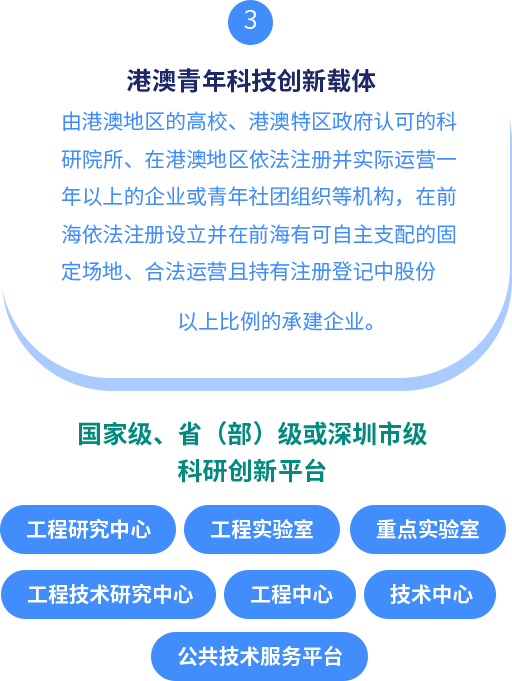 3
港澳青年科技创新载体
由港澳地区的高校、港澳特区政府认可的科
研院所、在港澳地区依法注册并实际运营一
年以上的企业或青年社团组织等机构，在前
海依法注册设立并在前海有可自主支配的固
定场地、合法运营且持有注册登记中股份
以上比例的承建企业。
国家级、省（部）级或深圳市级
科研创新平台
工程研究中心 工程实验室 重点实验室
工程技术研究中心 工程中心 技术中心
公共技术服务平台